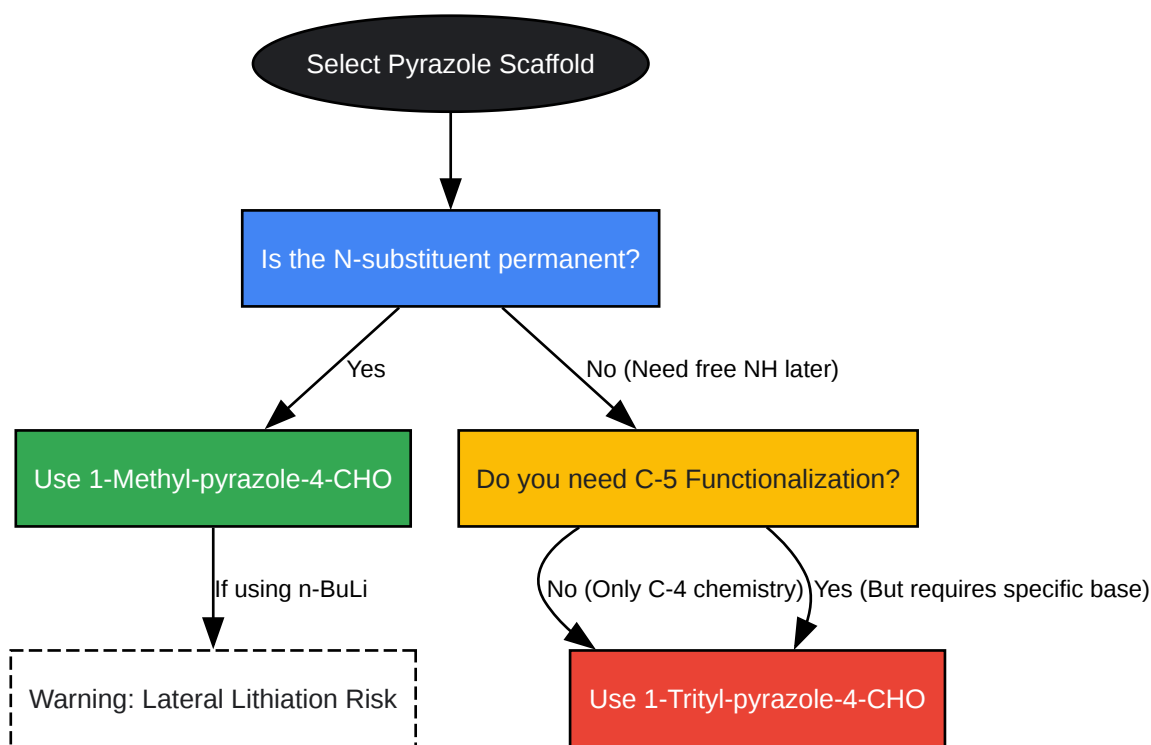 Select Pyrazole Scaffold
Is the N-substituent permanent?
Yes
No (Need free NH later)
Use 1-Methyl-pyrazole-4-CHO
Do you need C-5 Functionalization?
If using n-BuLi
No (Only C-4 chemistry)
Yes (But requires specific base)
Warning: Lateral Lithiation Risk
Use 1-Trityl-pyrazole-4-CHO